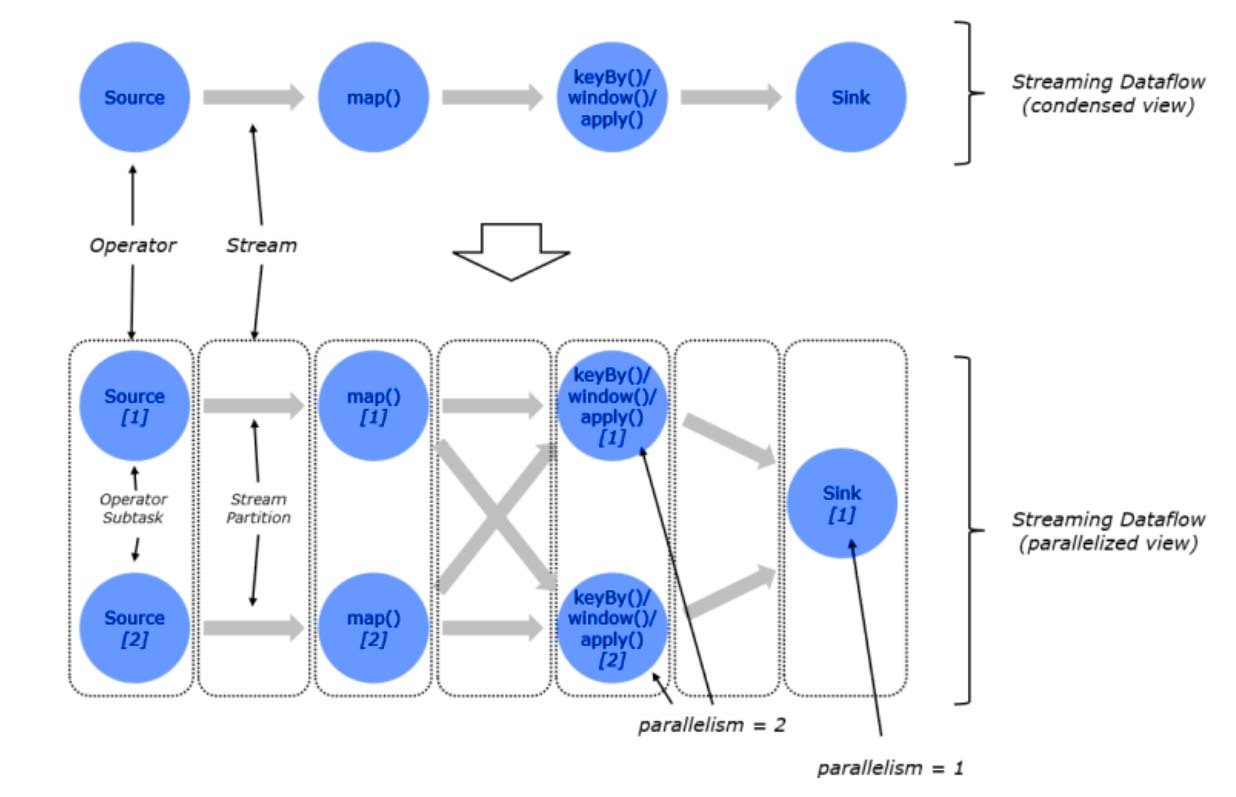 Source
map()
keyBy()/
window()/
apply()
Sink
Streaming Dataflow
(condensed view)
Operator
Stream
Source
[1]
map()
[1]
keyBy()/
window()/
apply()
[1]
Operator
Subtask
Stream
Partition
Sink
[1]
Streaming Dataflow
(parallelized view)
Source
[2]
map()
[2]
keyBy()/
window()/
apply()
[2]
parallelism = 2
parallelism = 1